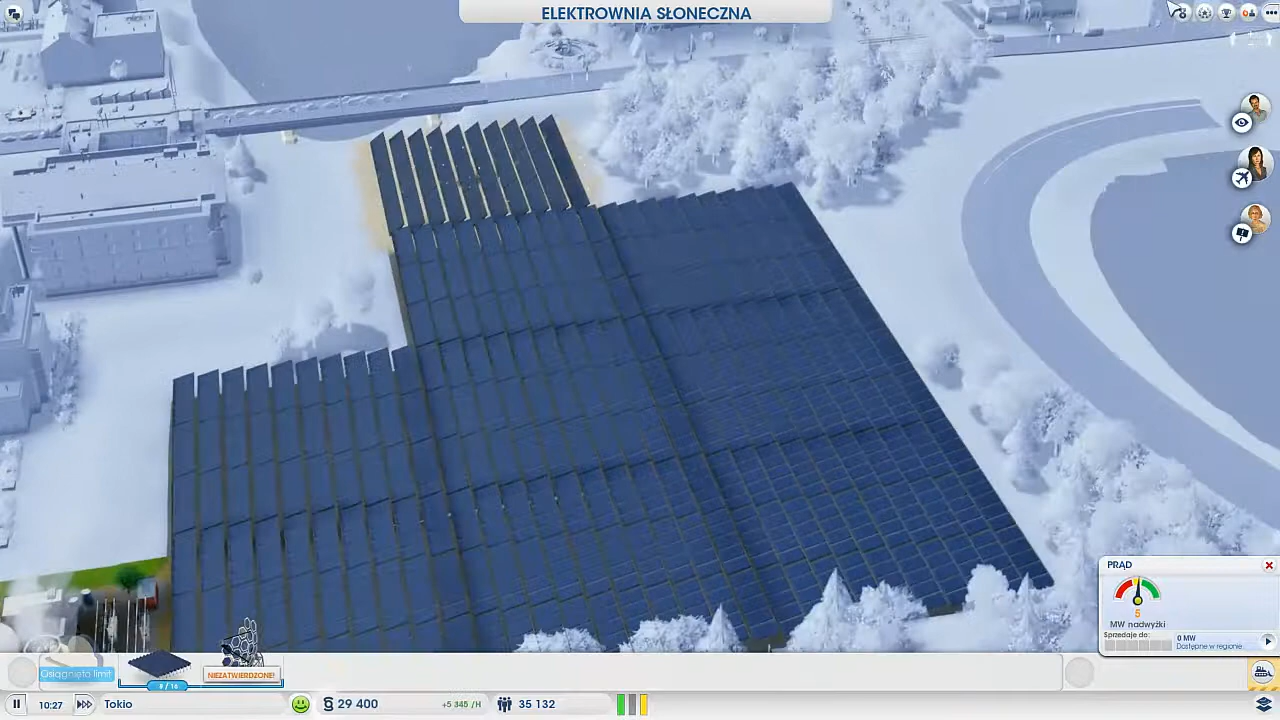 ELEKTROWNIA SŁONECZNA
PRĄD
5
MW nadwyżki
Sprzedaje do:
0 MW
Dostępne w regionie
Osiągnięto limit
NIEZATWIERDZONE!
10:27
Tokio
29 400
+5 345 /H
35 132